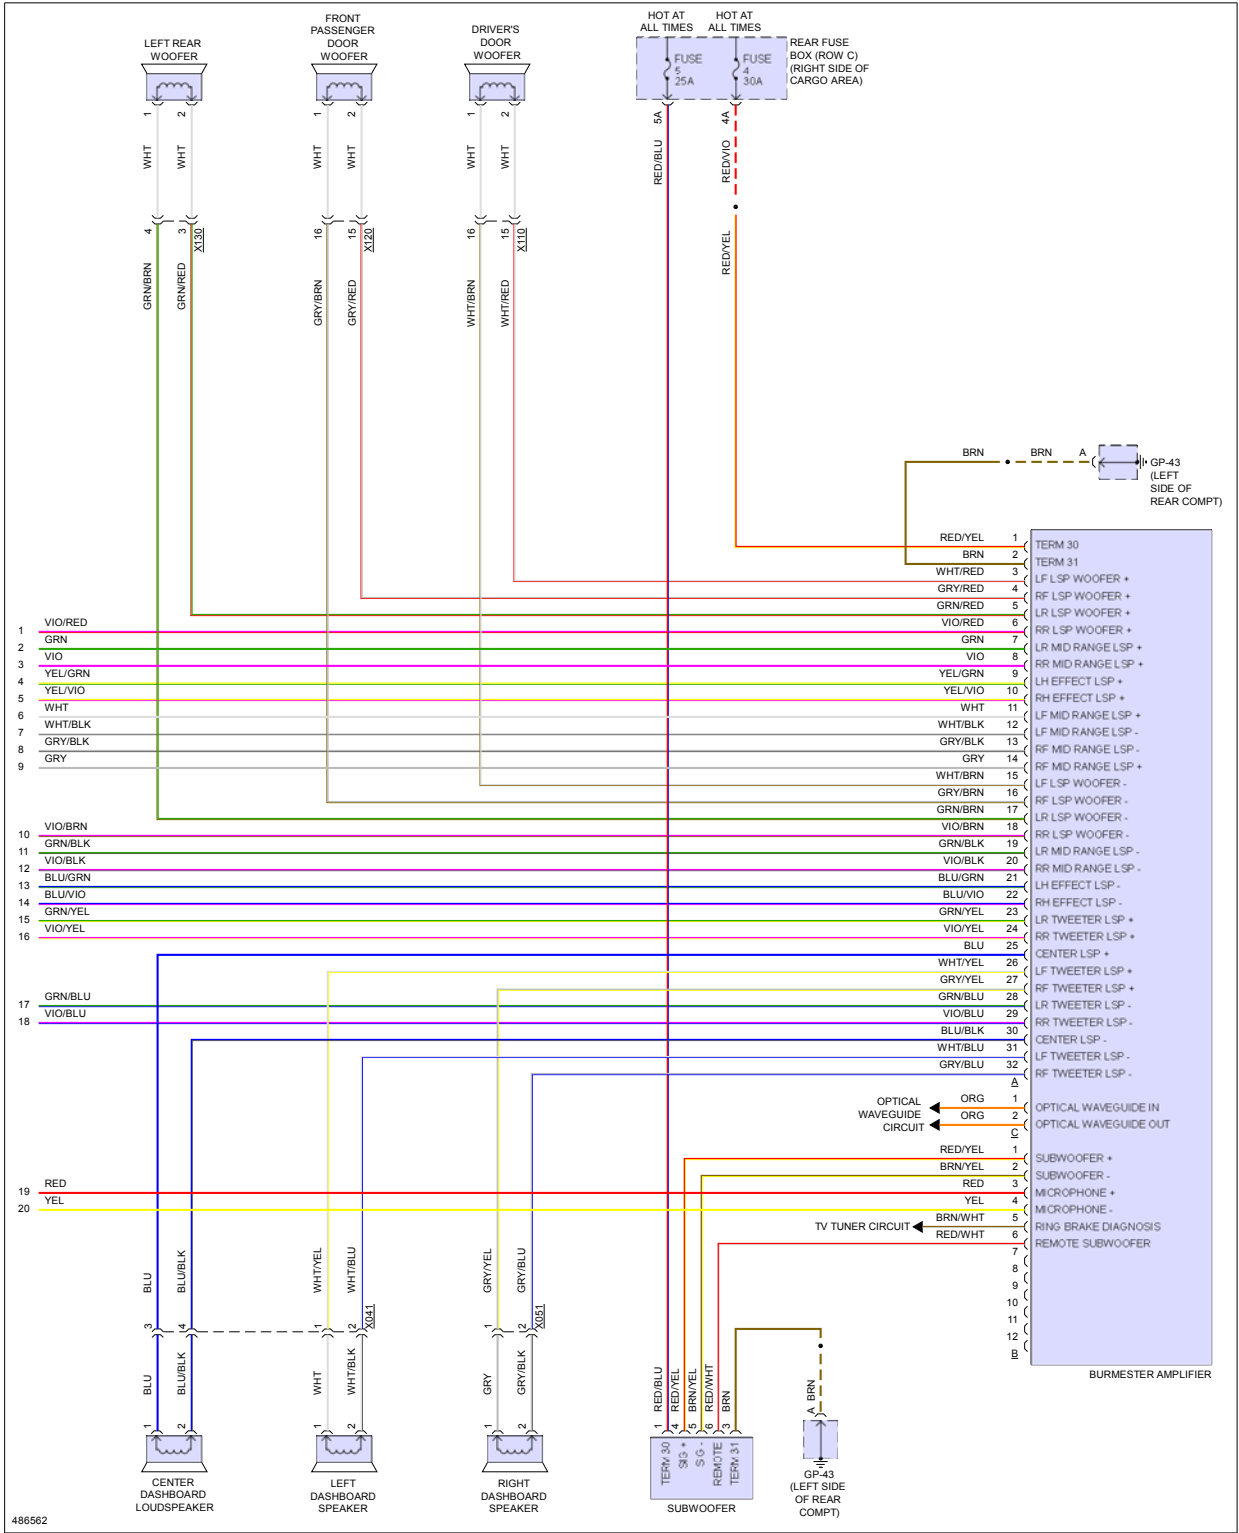 HOT AT
ALL TIMES
HOT AT
ALL TIMES
LEFT REAR
WOOFER
FRONT
PASSENGER
DOOR
WOOFER
DRIVER'S
DOOR
WOOFER
FUSE
5
25A
FUSE
4
30A
REAR FUSE
BOX (ROW C)
(RIGHT SIDE OF
CARGO AREA)
1
2
1
2
1
2
5A
4A
WHT
WHT
WHT
WHT
WHT
WHT
RED/BLU
RED/VIO
4
3
X130
16
15
X120
16
15
X110
RED/YEL
GRN/BRN
GRN/RED
GRY/BRN
GRY/RED
WHT/BRN
WHT/RED
BRN
BRN
A
GP-43
(LEFT
SIDE OF
REAR COMPT)
RED/YEL 1 TERM 30
BRN 2 TERM 31
WHT/RED 3 LF LSP WOOFER +
GRY/RED 4 RF LSP WOOFER +
GRN/RED 5 LR LSP WOOFER +
1 VIO/RED VIO/RED 6 RR LSP WOOFER +
2 GRN GRN 7 LR MID RANGE LSP +
3 VIO VIO 8 RR MID RANGE LSP +
4 YEL/GRN YEL/GRN 9 LH EFFECT LSP +
5 YEL/VIO YEL/VIO 10 RH EFFECT LSP +
6 WHT WHT 11 LF MID RANGE LSP +
7 WHT/BLK WHT/BLK 12 LF MID RANGE LSP -
8 GRY/BLK GRY/BLK 13 RF MID RANGE LSP -
9 GRY GRY 14 RF MID RANGE LSP +
WHT/BRN 15 LF LSP WOOFER -
GRY/BRN 16 RF LSP WOOFER -
GRN/BRN 17 LR LSP WOOFER -
10 VIO/BRN VIO/BRN 18 RR LSP WOOFER -
11 GRN/BLK GRN/BLK 19 LR MID RANGE LSP -
12 VIO/BLK VIO/BLK 20 RR MID RANGE LSP -
13 BLU/GRN BLU/GRN 21 LH EFFECT LSP -
14 BLU/VIO BLU/VIO 22 RH EFFECT LSP -
15 GRN/YEL GRN/YEL 23 LR TWEETER LSP +
16 VIO/YEL VIO/YEL 24 RR TWEETER LSP +
BLU 25 CENTER LSP +
WHT/YEL 26 LF TWEETER LSP +
GRY/YEL 27 RF TWEETER LSP +
17 GRN/BLU GRN/BLU 28 LR TWEETER LSP -
18 VIO/BLU VIO/BLU 29 RR TWEETER LSP -
BLU/BLK 30 CENTER LSP -
WHT/BLU 31 LF TWEETER LSP -
GRY/BLU 32 RF TWEETER LSP -
A
OPTICAL
WAVEGUIDE
CIRCUIT
ORG 1 OPTICAL WAVEGUIDE IN
ORG 2 OPTICAL WAVEGUIDE OUT
C
RED/YEL 1 SUBWOOFER +
BRN/YEL 2 SUBWOOFER -
19 RED RED 3 MICROPHONE +
20 YEL YEL 4 MICROPHONE -
TV TUNER CIRCUIT BRN/WHT 5 RING BRAKE DIAGNOSIS
RED/WHT 6 REMOTE SUBWOOFER
7
8
9
10
11
12
B
BURMESTER AMPLIFIER
BLU
BLU/BLK
WHT/YEL
WHT/BLU
GRY/YEL
GRY/BLU
3
4
1
2
X041
1
2
X051
BLU
BLU/BLK
WHT
WHT/BLK
GRY
GRY/BLK
RED/BLU
RED/YEL
BRN/YEL
RED/WHT
BRN
BRN
1
2
1
2
1
2
1
4
5
6
3
A
TERM 30
SIG +
SIG -
REMOTE
TERM 31
CENTER
DASHBOARD
LOUDSPEAKER
LEFT
DASHBOARD
SPEAKER
RIGHT
DASHBOARD
SPEAKER
SUBWOOFER
GP-43
(LEFT SIDE
OF REAR
COMPT)
486562